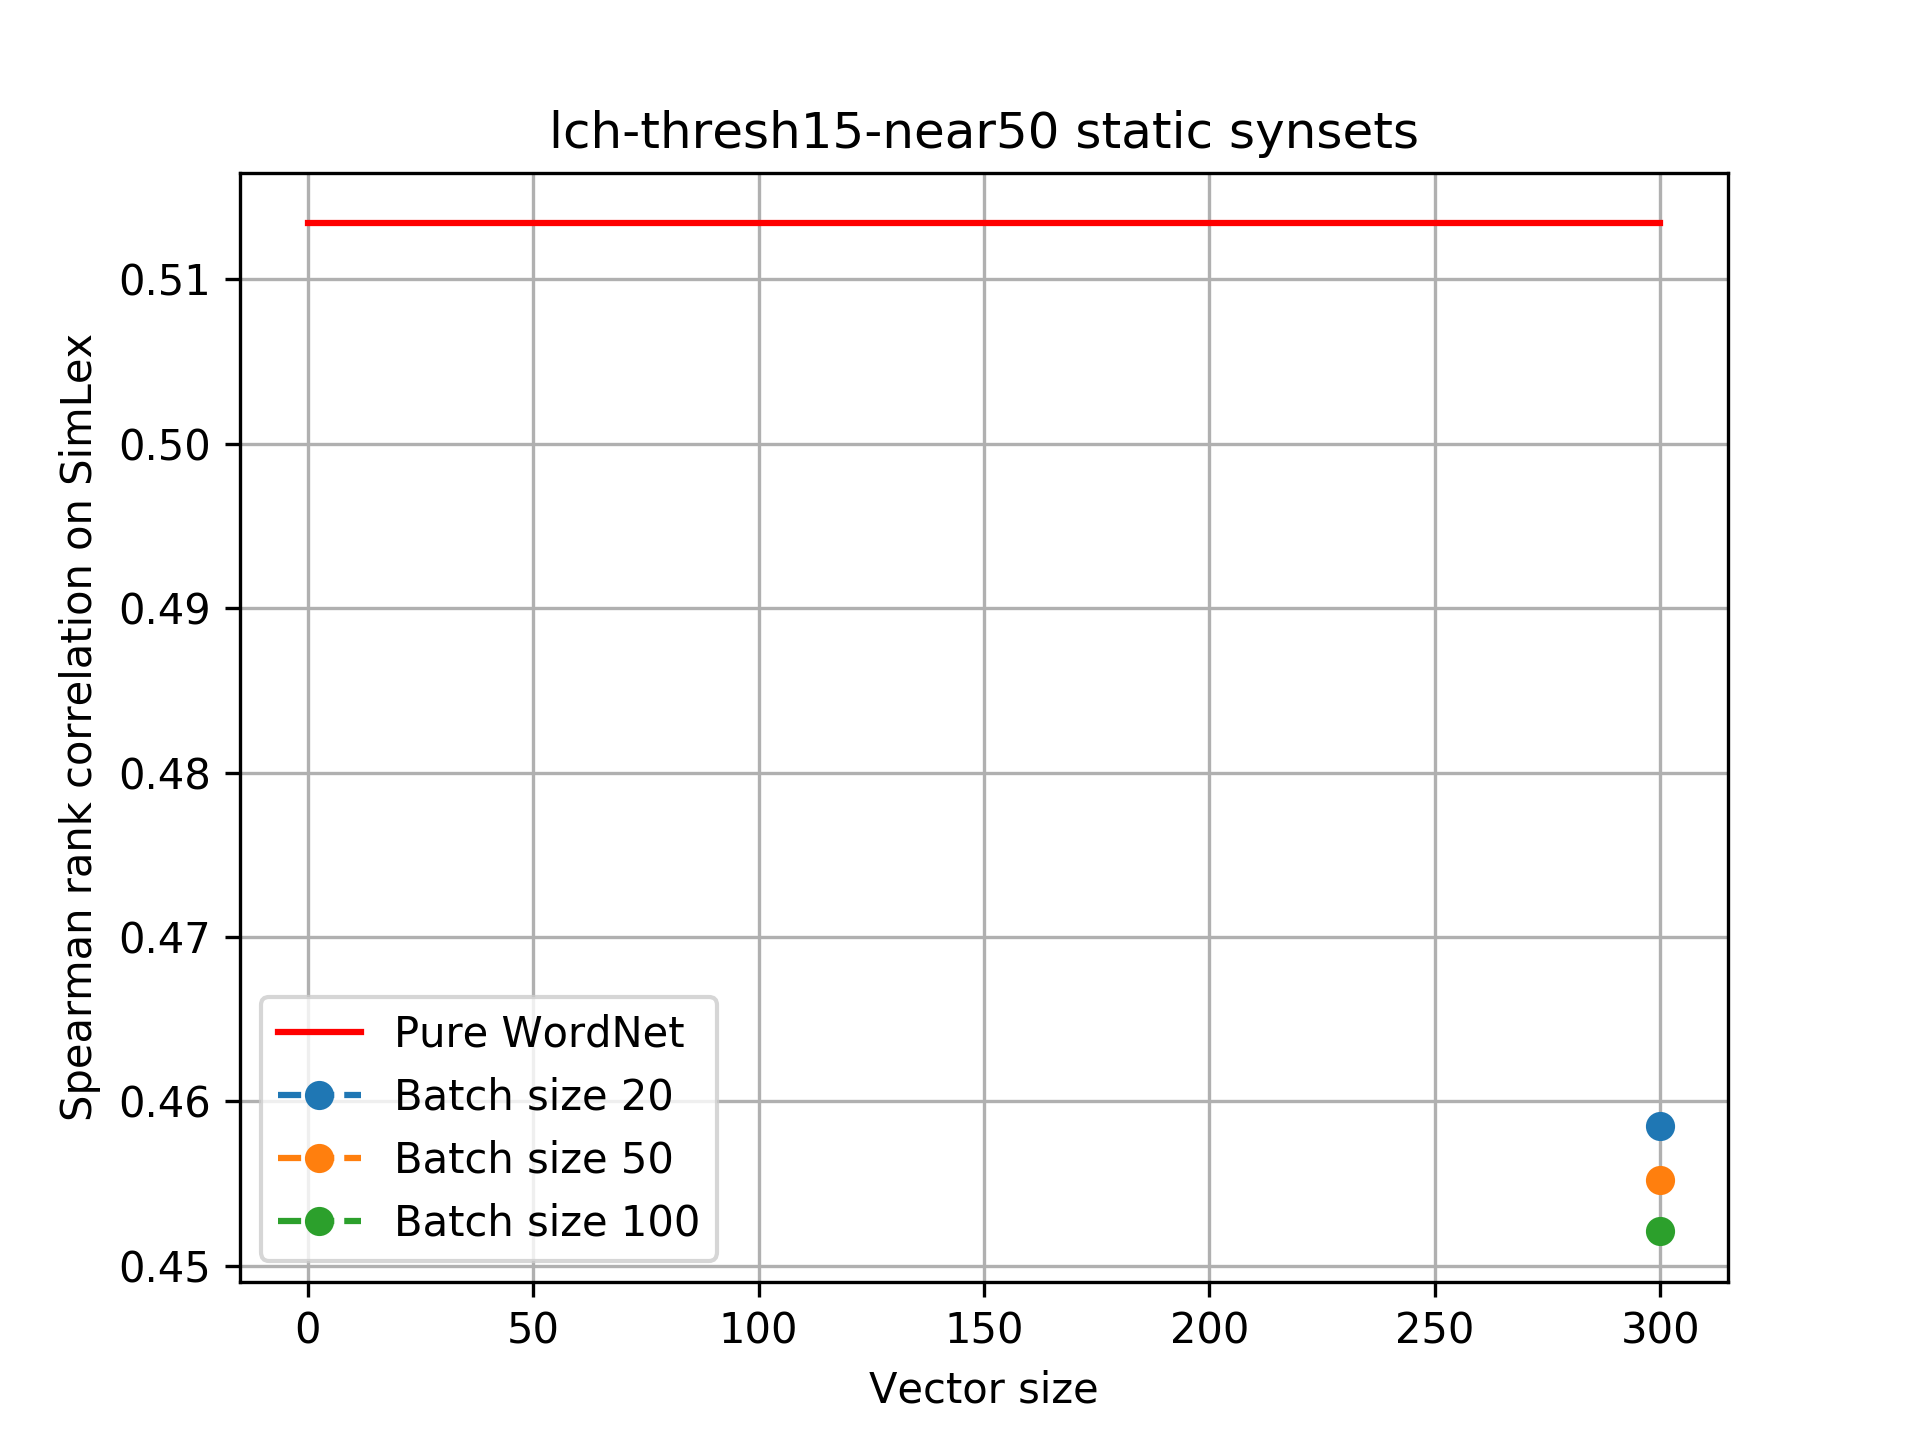 lch-thresh15-near50 static synsets
Spearman rank correlation on SimLex
0.51
0.50
0.49
0.48
0.47
0.46
0.45
Pure WordNet
Batch size 20
Batch size 50
Batch size 100
0 50 100 150 200 250 300
Vector size